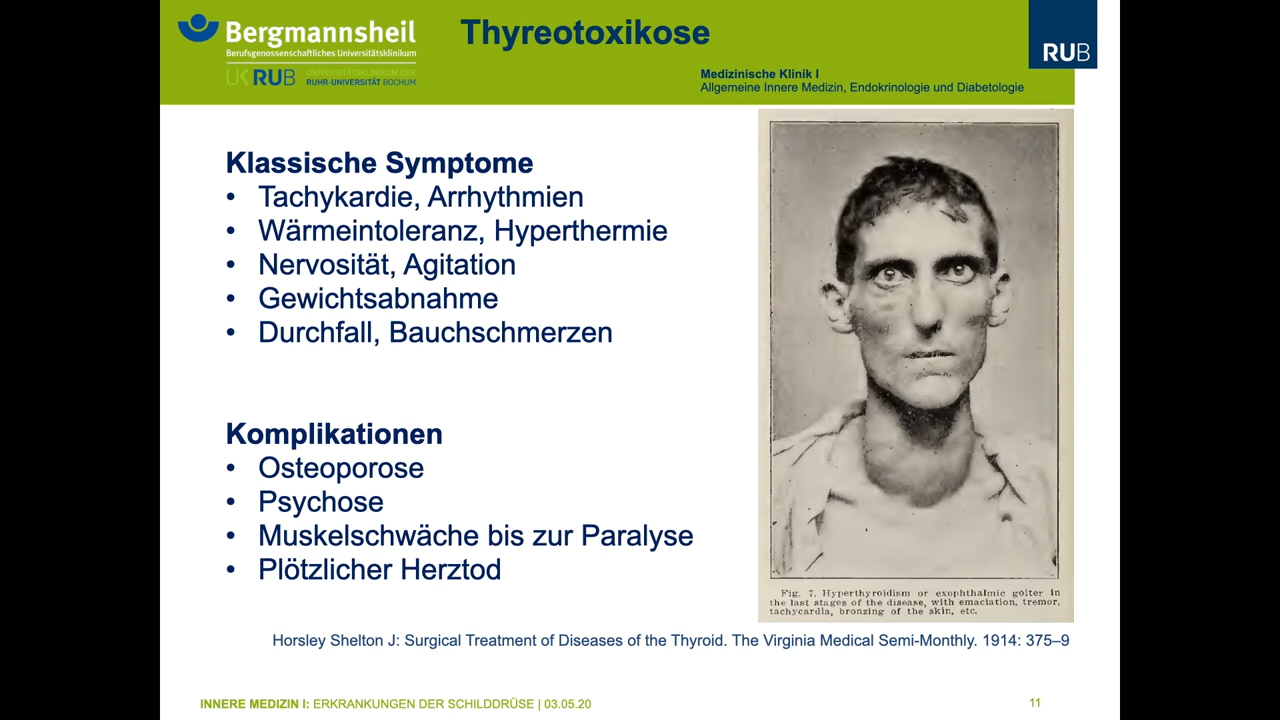 Bergmannsheil
Berufsgenossenschaftliches Universitätsklinikum
UK RUB UNIVERSITÄTSKLINIKUM DER
RUHR-UNIVERSITÄT BOCHUM
Thyreotoxikose
RUB
Medizinische Klinik I
Allgemeine Innere Medizin, Endokrinologie und Diabetologie
Klassische Symptome
• Tachykardie, Arrhythmien
• Wärmeintoleranz, Hyperthermie
• Nervosität, Agitation
• Gewichtsabnahme
• Durchfall, Bauchschmerzen
Komplikationen
• Osteoporose
• Psychose
• Muskelschwäche bis zur Paralyse
• Plötzlicher Herztod
Fig. 7. Hyperthyroidism or exophthalmic goiter in
the last stages of the disease, with emaciation, tremor,
tachycardia, bronzing of the skin, etc.
Horsley Shelton J: Surgical Treatment of Diseases of the Thyroid. The Virginia Medical Semi-Monthly. 1914: 375–9
INNERE MEDIZIN I: ERKRANKUNGEN DER SCHILDDRÜSE | 03.05.20
11